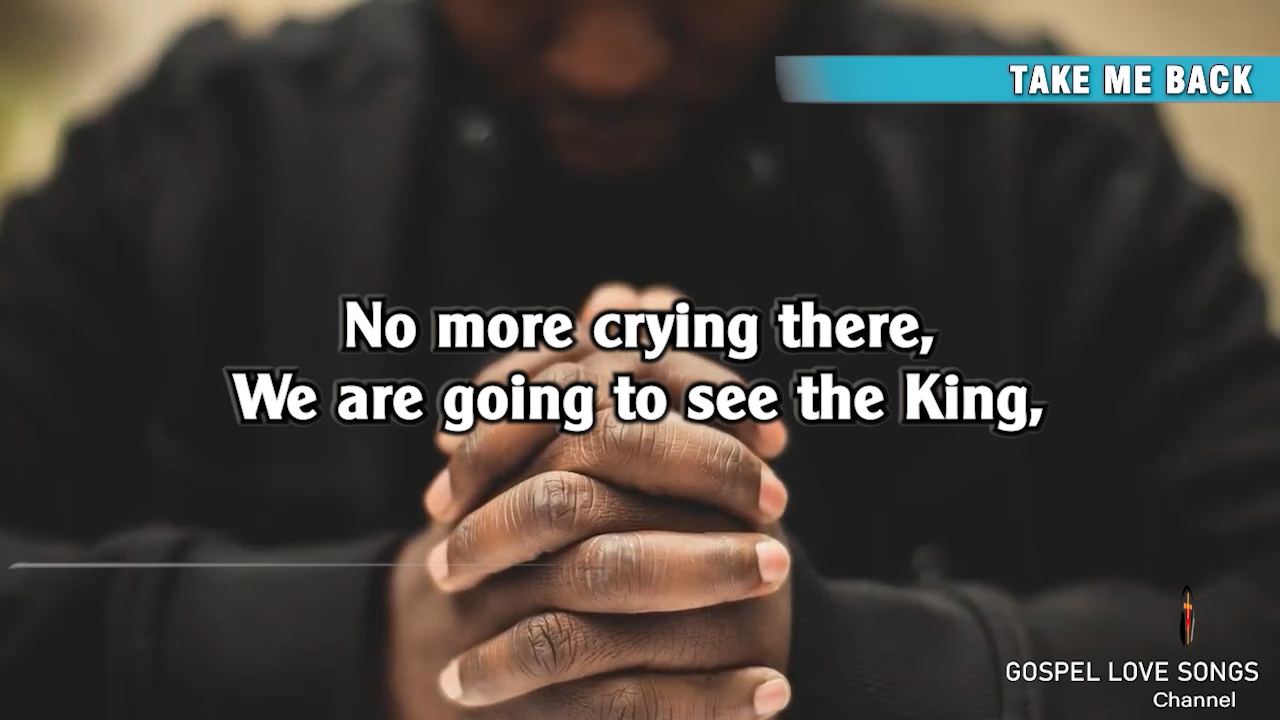 TAKE ME BACK
No more crying there,
We are going to see the King,
GOSPEL LOVE SONGS
Channel